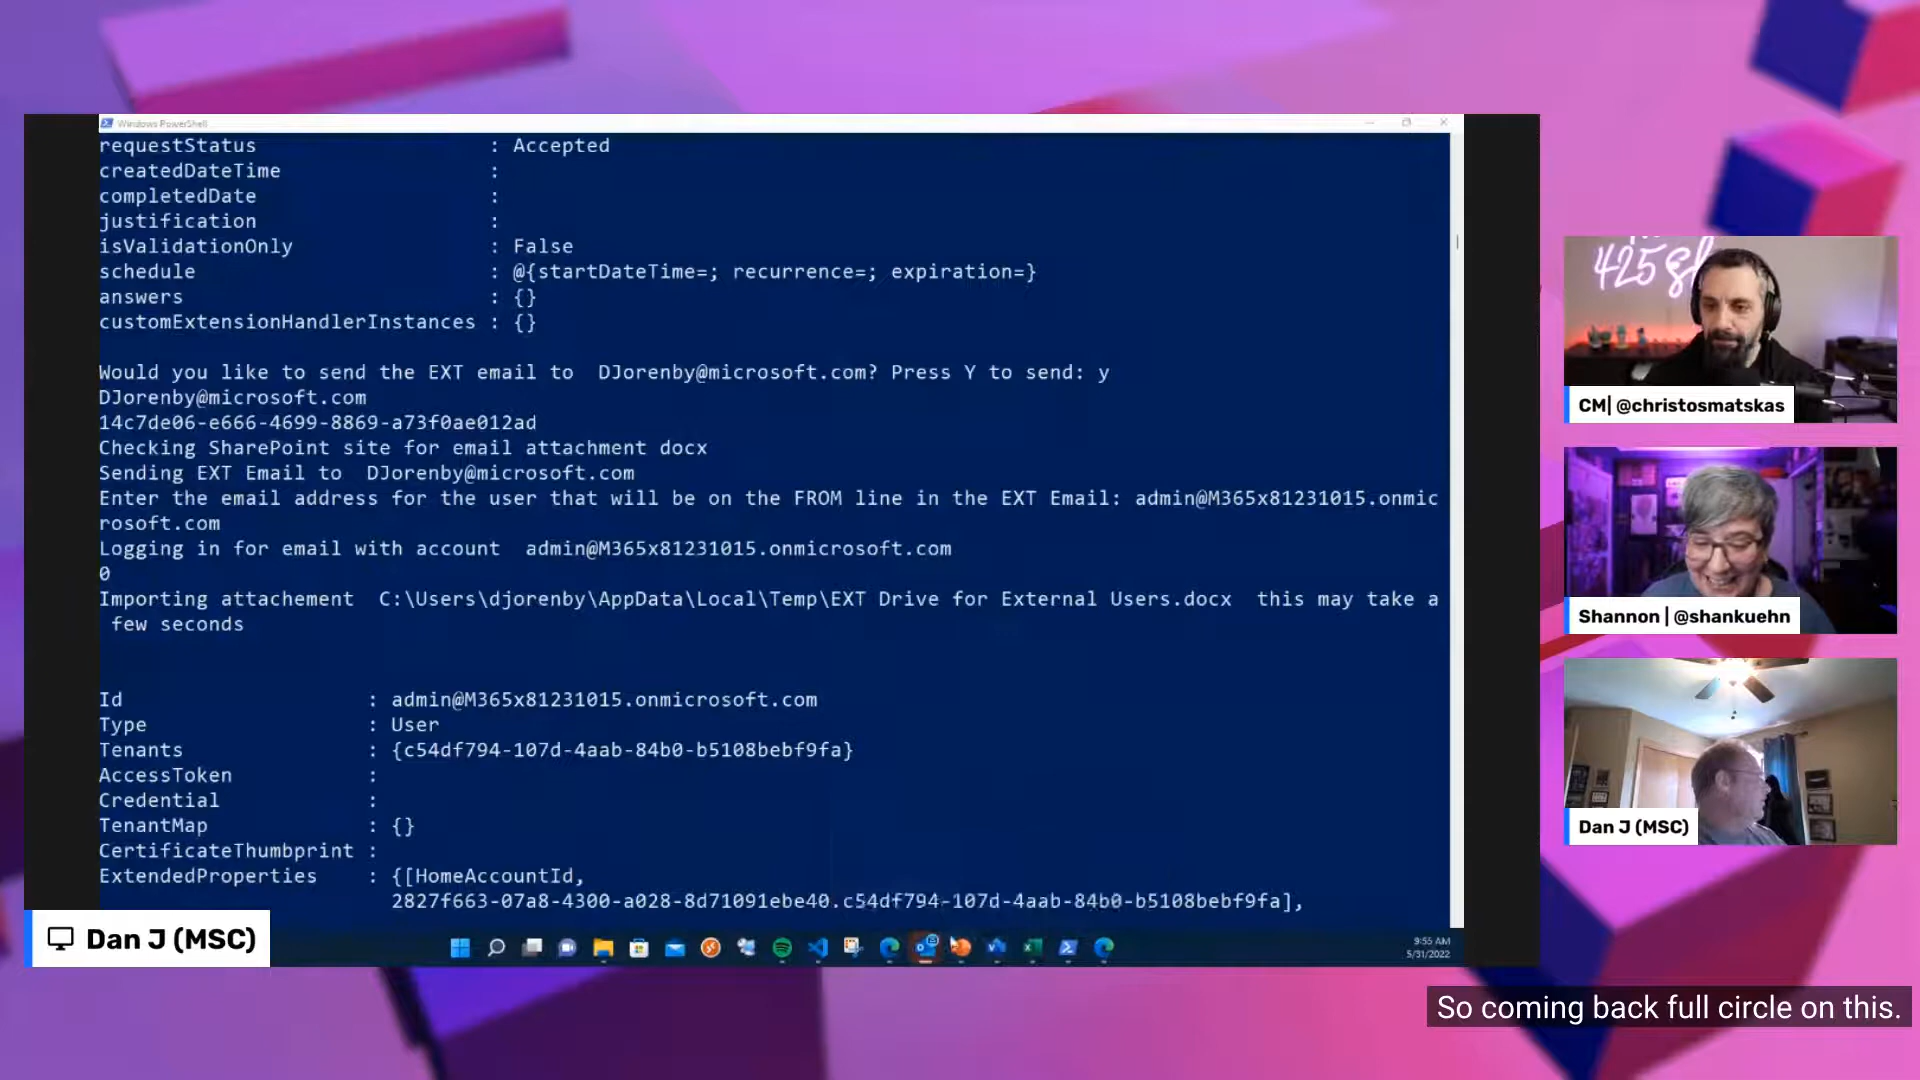 Windows PowerShell
requestStatus : Accepted
createdDateTime :
completedDate :
justification :
isValidationOnly : False
schedule : @{startDateTime=; recurrence=; expiration=}
answers : {}
customExtensionHandlerInstances : {}
Would you like to send the EXT email to DJorenby@microsoft.com? Press Y to send: y
DJorenby@microsoft.com
14c7de06-e666-4699-8869-a73f0ae012ad
Checking SharePoint site for email attachment docx
Sending EXT Email to DJorenby@microsoft.com
Enter the email address for the user that will be on the FROM line in the EXT Email: admin@M365x81231015.onmic
rosoft.com
Logging in for email with account admin@M365x81231015.onmicrosoft.com
0
Importing attachement C:\Users\djorenby\AppData\Local\Temp\EXT Drive for External Users.docx this may take a
few seconds
Id : admin@M365x81231015.onmicrosoft.com
Type : User
Tenants : {c54df794-107d-4aab-84b0-b5108bebf9fa}
AccessToken :
Credential :
TenantMap : {}
CertificateThumbprint :
ExtendedProperties : {[HomeAccountId,
2827f663-07a8-4300-a028-8d71091ebe40.c54df794-107d-4aab-84b0-b5108bebf9fa],
9:55 AM
5/31/2022
Dan J (MSC)
425
CM| @christosmatskas
Shannon | @shankuehn
Dan J (MSC)
So coming back full circle on this.